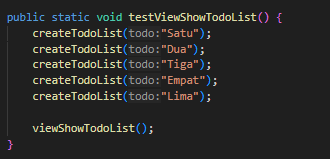 public static void testViewShowTodoList() {
createTodoList(todo:"Satu");
createTodoList(todo:"Dua");
createTodoList(todo:"Tiga");
createTodoList(todo:"Empat");
createTodoList(todo:"Lima");
viewShowTodoList();
}